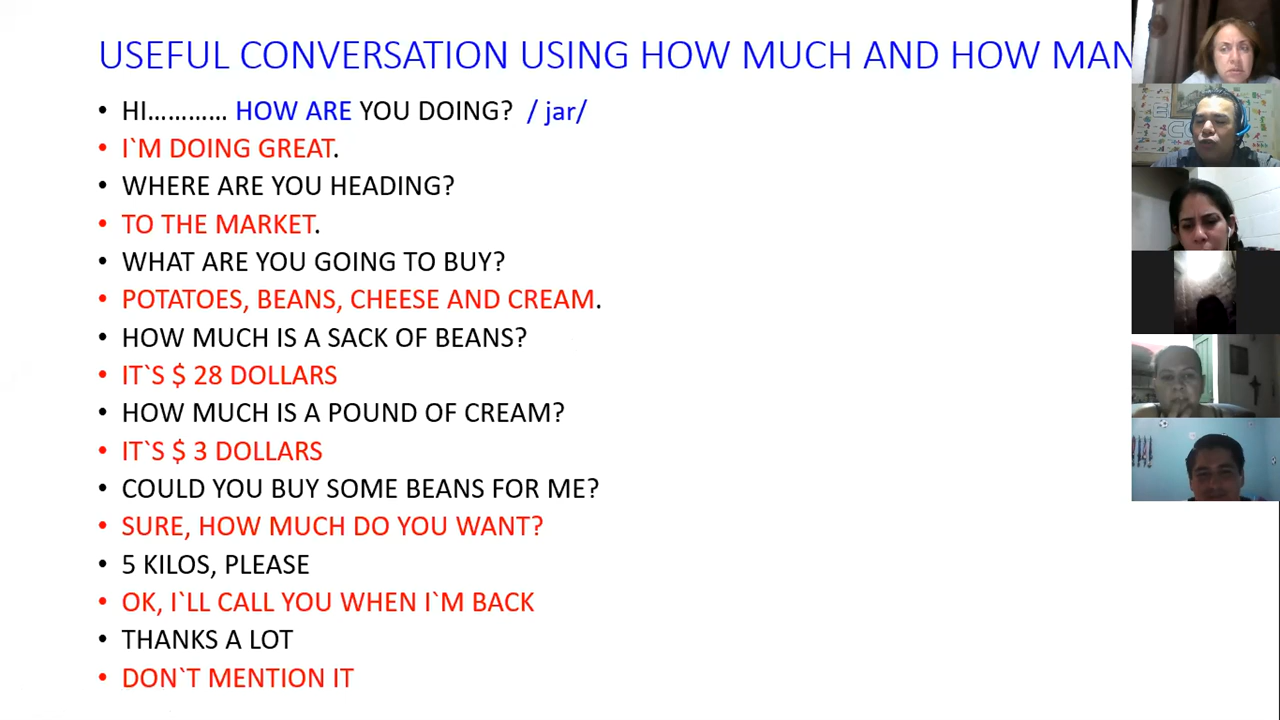 USEFUL CONVERSATION USING HOW MUCH AND HOW MAN
• HI………… HOW ARE YOU DOING? / jar/
• I`M DOING GREAT.
• WHERE ARE YOU HEADING?
• TO THE MARKET.
• WHAT ARE YOU GOING TO BUY?
• POTATOES, BEANS, CHEESE AND CREAM.
• HOW MUCH IS A SACK OF BEANS?
• IT`S $ 28 DOLLARS
• HOW MUCH IS A POUND OF CREAM?
• IT`S $ 3 DOLLARS
• COULD YOU BUY SOME BEANS FOR ME?
• SURE, HOW MUCH DO YOU WANT?
• 5 KILOS, PLEASE
• OK, I`LL CALL YOU WHEN I`M BACK
• THANKS A LOT
• DON`T MENTION IT